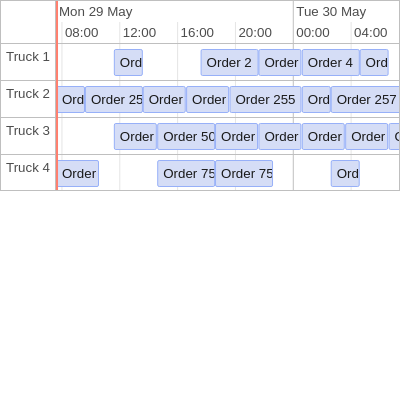 Mon 29 May Tue 30 May
08:00 12:00 16:00 20:00 00:00 04:00
Truck 1 Ord Order 2 Order Order 4 Ord
Truck 2 Ord Order 25 Order Order Order 255 Ord Order 257
Truck 3 Order Order 50 Order Order Order Order
Truck 4 Order Order 75 Order 75 Ord